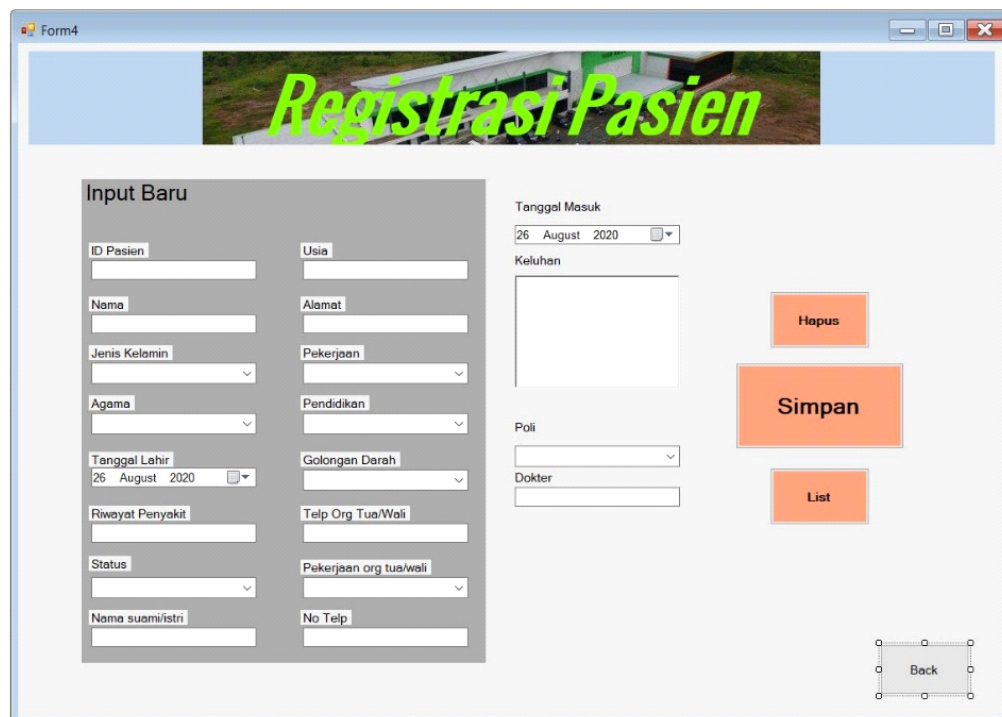 Form4
Registrasi Pasien
Input Baru
ID Pasien
Usia
Nama
Alamat
Jenis Kelamin
Pekerjaan
Agama
Pendidikan
Tanggal Lahir
26 August 2020
Golongan Darah
Riwayat Penyakit
Telp Org Tua/Wali
Status
Pekerjaan org tua/wali
Nama suami/istri
No Telp
Tanggal Masuk
26 August 2020
Keluhan
Poli
Dokter
Hapus
Simpan
List
Back